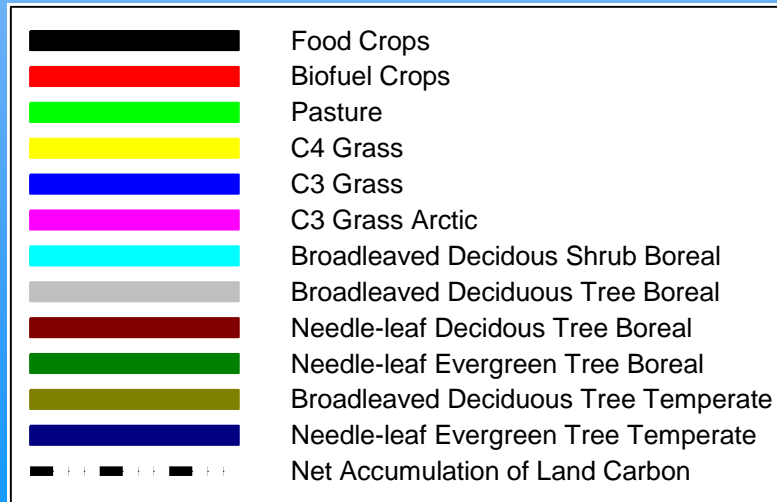 Food Crops
Biofuel Crops
Pasture
C4 Grass
C3 Grass
C3 Grass Arctic
Broadleaved Decidous Shrub Boreal
Broadleaved Deciduous Tree Boreal
Needle-leaf Decidous Tree Boreal
Needle-leaf Evergreen Tree Boreal
Broadleaved Deciduous Tree Temperate
Needle-leaf Evergreen Tree Temperate
Net Accumulation of Land Carbon